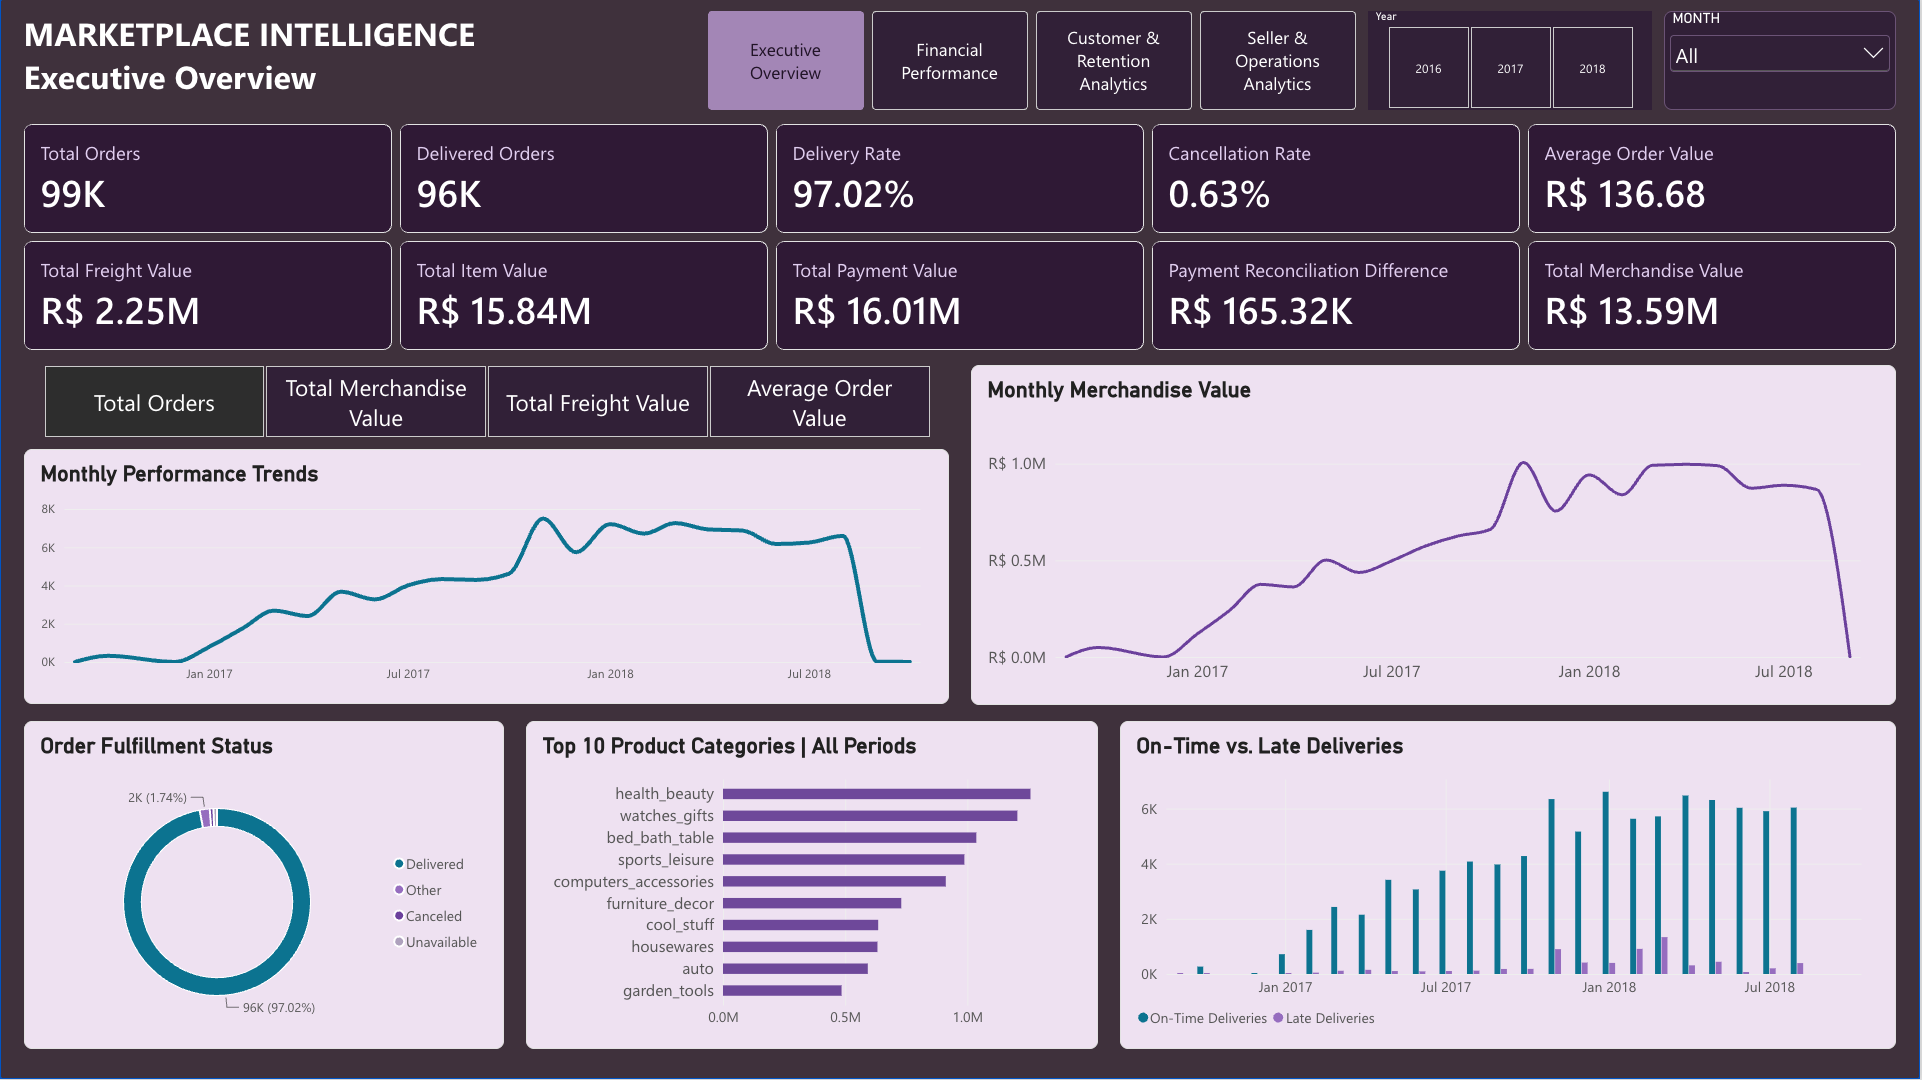 MARKETPLACE INTELLIGENCE
Executive Overview
Executive
Overview
Financial
Performance
Customer &
Retention
Analytics
Seller &
Operations
Analytics
Year
2016
2017
2018
MONTH
All
Total Orders
99K
Delivered Orders
96K
Delivery Rate
97.02%
Cancellation Rate
0.63%
Average Order Value
R$ 136.68
Total Freight Value
R$ 2.25M
Total Item Value
R$ 15.84M
Total Payment Value
R$ 16.01M
Payment Reconciliation Difference
R$ 165.32K
Total Merchandise Value
R$ 13.59M
Total Orders
Total Merchandise
Value
Total Freight Value
Average Order
Value
Monthly Performance Trends
8K
6K
4K
2K
0K
Jan 2017
Jul 2017
Jan 2018
Jul 2018
Monthly Merchandise Value
R$ 1.0M
R$ 0.5M
R$ 0.0M
Jan 2017
Jul 2017
Jan 2018
Jul 2018
Order Fulfillment Status
2K (1.74%)
96K (97.02%)
Delivered
Other
Canceled
Unavailable
Top 10 Product Categories | All Periods
health_beauty
watches_gifts
bed_bath_table
sports_leisure
computers_accessories
furniture_decor
cool_stuff
housewares
auto
garden_tools
0.0M
0.5M
1.0M
On-Time vs. Late Deliveries
6K
4K
2K
0K
Jan 2017
Jul 2017
Jan 2018
Jul 2018
On-Time Deliveries
Late Deliveries